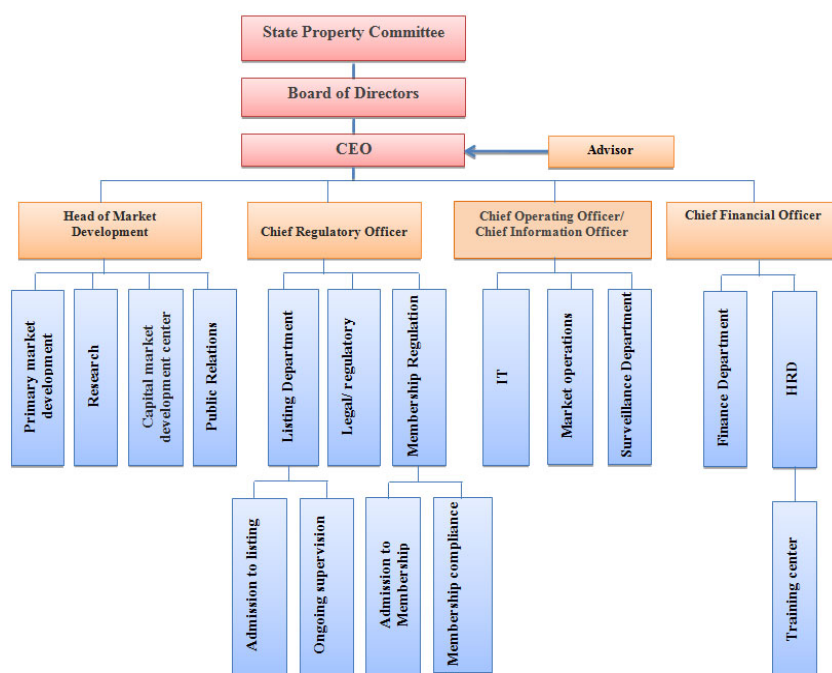 State Property Committee
Board of Directors
CEO
Advisor
Head of Market
Development
Chief Regulatory Officer
Chief Operating Officer/
Chief Information Officer
Chief Financial Officer
Primary market
development
Research
Capital market
development center
Public Relations
Listing Department
Legal/ regulatory
Membership Regulation
IT
Market operations
Surveillance Department
Finance Department
HRD
Admission to listing
Ongoing supervision
Admission to
Membership
Membership compliance
Training center